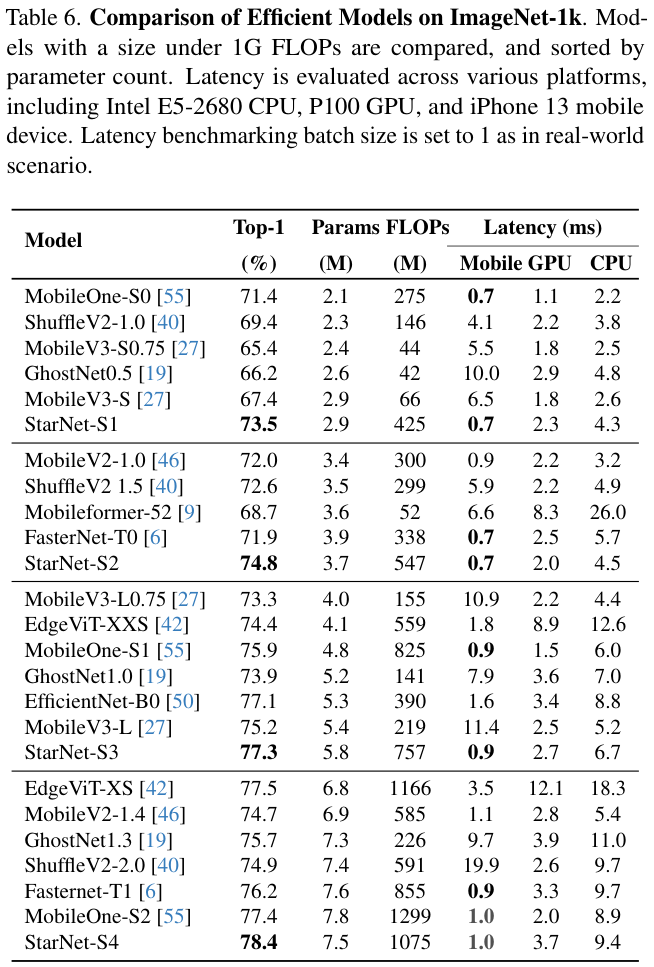 Table 6. Comparison of Efficient Models on ImageNet-1k. Mod-
els with a size under 1G FLOPs are compared, and sorted by
parameter count. Latency is evaluated across various platforms,
including Intel E5-2680 CPU, P100 GPU, and iPhone 13 mobile
device. Latency benchmarking batch size is set to 1 as in real-world
scenario.
Model Top-1 Params FLOPs Latency (ms)
(%) (M) (M) Mobile GPU CPU
MobileOne-S0 [55] 71.4 2.1 275 0.7 1.1 2.2
ShuffleV2-1.0 [40] 69.4 2.3 146 4.1 2.2 3.8
MobileV3-S0.75 [27] 65.4 2.4 44 5.5 1.8 2.5
GhostNet0.5 [19] 66.2 2.6 42 10.0 2.9 4.8
MobileV3-S [27] 67.4 2.9 66 6.5 1.8 2.6
StarNet-S1 73.5 2.9 425 0.7 2.3 4.3
MobileV2-1.0 [46] 72.0 3.4 300 0.9 2.2 3.2
ShuffleV2 1.5 [40] 72.6 3.5 299 5.9 2.2 4.9
Mobileformer-52 [9] 68.7 3.6 52 6.6 8.3 26.0
FasterNet-T0 [6] 71.9 3.9 338 0.7 2.5 5.7
StarNet-S2 74.8 3.7 547 0.7 2.0 4.5
MobileV3-L0.75 [27] 73.3 4.0 155 10.9 2.2 4.4
EdgeViT-XXS [42] 74.4 4.1 559 1.8 8.9 12.6
MobileOne-S1 [55] 75.9 4.8 825 0.9 1.5 6.0
GhostNet1.0 [19] 73.9 5.2 141 7.9 3.6 7.0
EfficientNet-B0 [50] 77.1 5.3 390 1.6 3.4 8.8
MobileV3-L [27] 75.2 5.4 219 11.4 2.5 5.2
StarNet-S3 77.3 5.8 757 0.9 2.7 6.7
EdgeViT-XS [42] 77.5 6.8 1166 3.5 12.1 18.3
MobileV2-1.4 [46] 74.7 6.9 585 1.1 2.8 5.4
GhostNet1.3 [19] 75.7 7.3 226 9.7 3.9 11.0
ShuffleV2-2.0 [40] 74.9 7.4 591 19.9 2.6 9.7
Fasternet-T1 [6] 76.2 7.6 855 0.9 3.3 9.7
MobileOne-S2 [55] 77.4 7.8 1299 1.0 2.0 8.9
StarNet-S4 78.4 7.5 1075 1.0 3.7 9.4